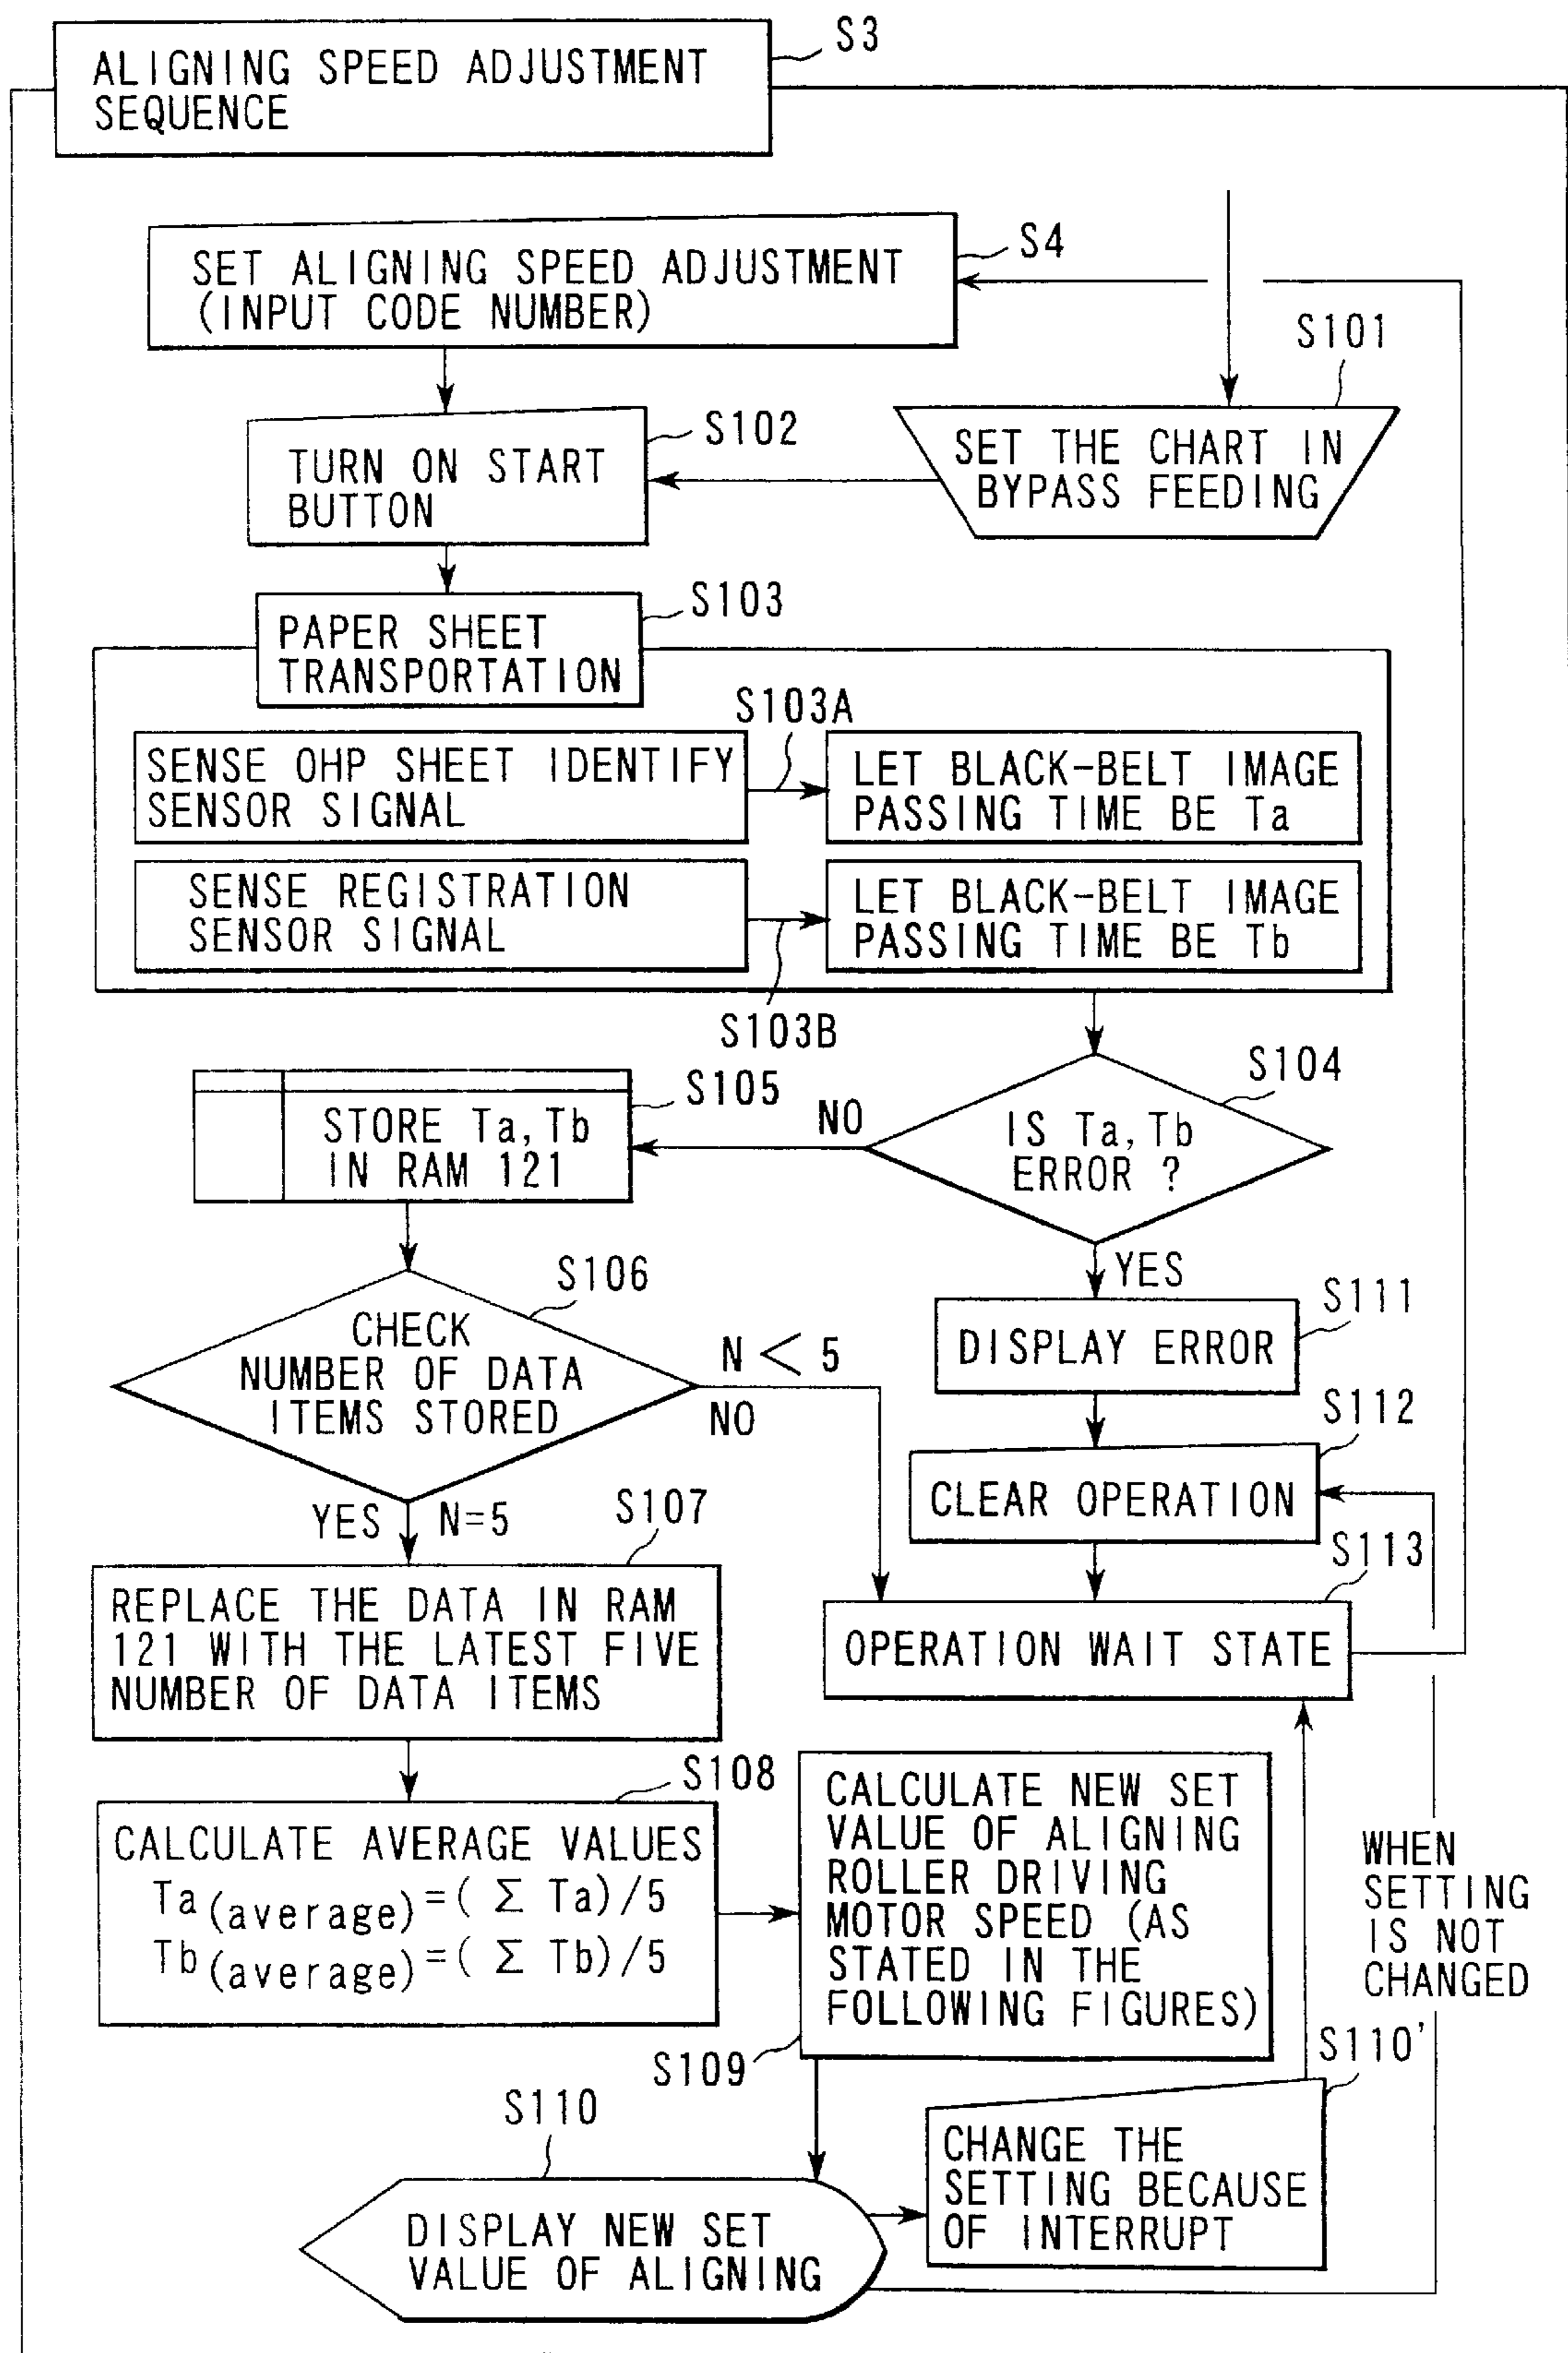 S3
ALIGNING SPEED ADJUSTMENT
SEQUENCE
S4
SET ALIGNING SPEED ADJUSTMENT
(INPUT CODE NUMBER)
S101
SET THE CHART IN
BYPASS FEEDING
S102
TURN ON START
BUTTON
S103
PAPER SHEET
TRANSPORTATION
S103A
SENSE OHP SHEET IDENTIFY
SENSOR SIGNAL
LET BLACK-BELT IMAGE
PASSING TIME BE Ta
SENSE REGISTRATION
SENSOR SIGNAL
LET BLACK-BELT IMAGE
PASSING TIME BE Tb
S103B
S104
IS Ta, Tb
ERROR ?
NO
YES
S105
STORE Ta, Tb
IN RAM 121
S106
CHECK
NUMBER OF DATA
ITEMS STORED
N < 5
NO
YES N=5
S111
DISPLAY ERROR
S112
CLEAR OPERATION
S113
OPERATION WAIT STATE
S107
REPLACE THE DATA IN RAM
121 WITH THE LATEST FIVE
NUMBER OF DATA ITEMS
S108
CALCULATE AVERAGE VALUES
Ta (average) = ( Σ Ta) /5
Tb (average) = ( Σ Tb) /5
CALCULATE NEW SET
VALUE OF ALIGNING
ROLLER DRIVING
MOTOR SPEED (AS
STATED IN THE
FOLLOWING FIGURES)
S109
WHEN
SETTING
IS NOT
CHANGED
S110'
CHANGE THE
SETTING BECAUSE
OF INTERRUPT
S110
DISPLAY NEW SET
VALUE OF ALIGNING